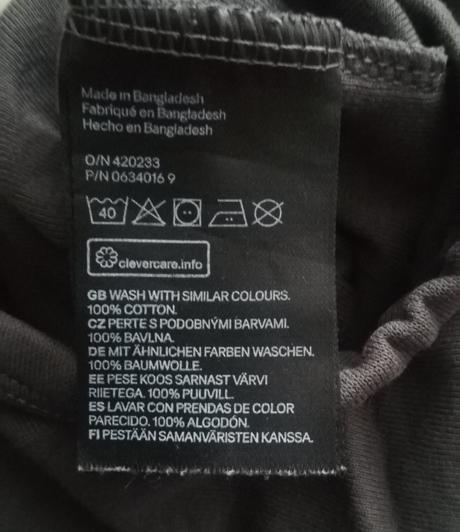 Made in Bangladesh
Fabriqué en Bangladesh
Hecho en Bangladesh
O/N 420233
P/N 0634016 9
40
clevercare.info
GB WASH WITH SIMILAR COLOURS.
100% COTTON.
CZ PERTE S PODOBNÝMI BARVAMI.
100% BAVLNA.
DE MIT ÄHNLICHEN FARBEN WASCHEN.
100% BAUMWOLLE.
EE PESE KOOS SARNAST VÄRVI
RIIETEGA. 100% PUUVILL.
ES LAVAR CON PRENDAS DE COLOR
PARECIDO. 100% ALGODÓN.
FI PESTÄÄN SAMANVÄRISTEN KANSSA.